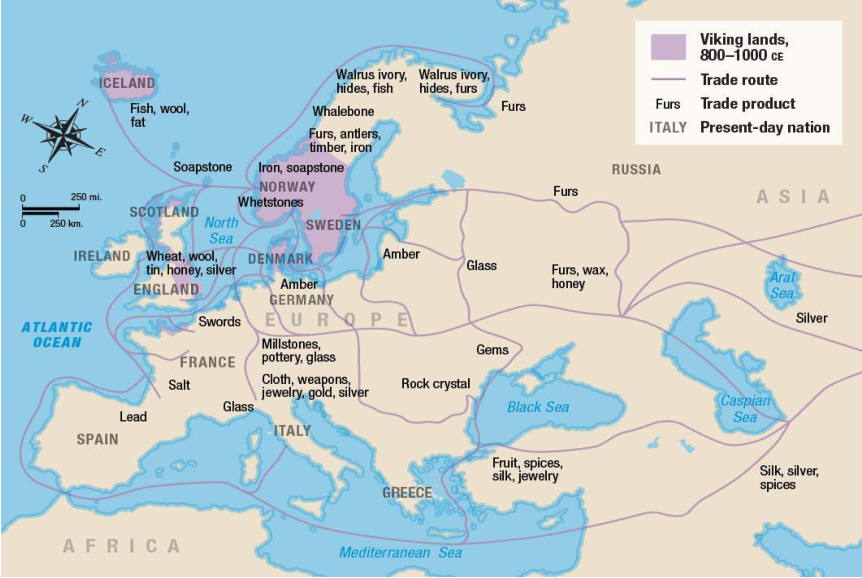 Viking lands,
800–1000 CE
Trade route
Furs Trade product
ITALY Present-day nation
ICELAND
Fish, wool,
fat
Walrus ivory,
hides, fish
Walrus ivory,
hides, furs
Furs
Whalebone
Furs, antlers,
timber, iron
N
W
E
S
Soapstone
Iron, soapstone
NORWAY
Whetstones
RUSSIA
Furs
ASIA
0 250 mi.
0 250 km.
SCOTLAND
North
Sea
SWEDEN
IRELAND
Wheat, wool,
tin, honey, silver
ENGLAND
DENMARK
Amber
Amber
GERMANY
Glass
Furs, wax,
honey
Aral
Sea
Silver
ATLANTIC
OCEAN
Swords
EUROPE
FRANCE
Millstones,
pottery, glass
Gems
Salt
Cloth, weapons,
jewelry, gold, silver
Rock crystal
Black Sea
Caspian
Sea
Lead
Glass
SPAIN
ITALY
GREECE
Fruit, spices,
silk, jewelry
Silk, silver,
spices
AFRICA
Mediterranean Sea